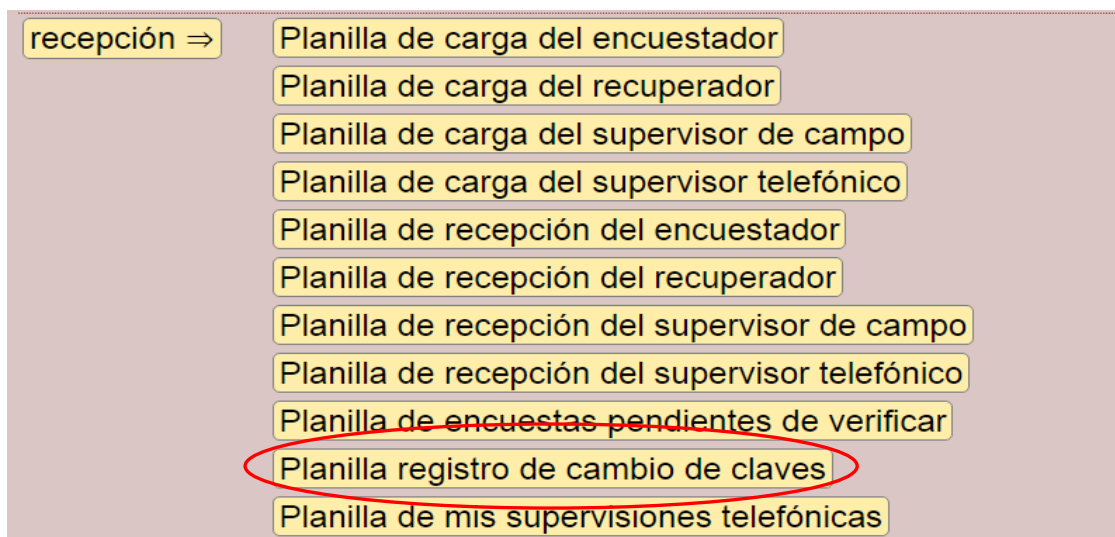 recepción ⇒ Planilla de carga del encuestador
Planilla de carga del recuperador
Planilla de carga del supervisor de campo
Planilla de carga del supervisor telefónico
Planilla de recepción del encuestador
Planilla de recepción del recuperador
Planilla de recepción del supervisor de campo
Planilla de recepción del supervisor telefónico
Planilla de encuestas pendientes de verificar
Planilla registro de cambio de claves
Planilla de mis supervisiones telefónicas